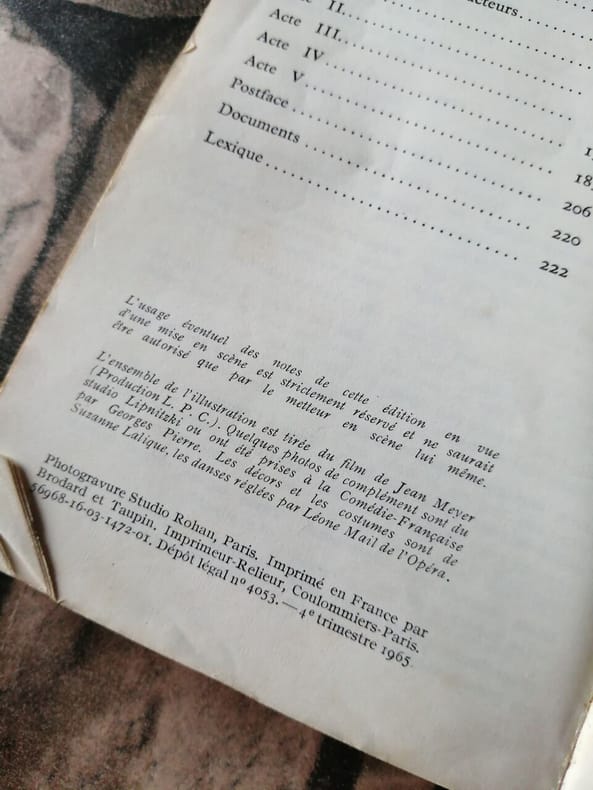 Acte II
Acte III
Acte IV
Acte V
Postface
Documents 206
Lexique 220
222
L'usage éventuel des notes de cette édition en vue
d'une mise en scène est strictement réservé et ne saurait
être autorisé que par le metteur en scène lui même.
L'ensemble de l'illustration est tirée du film de Jean Meyer
(Production L. P. C.). Quelques photos de complément sont du
studio Lipnitzki ou ont été prises à la Comédie-Française
par Georges Pierre. Les décors et les costumes sont de
Suzanne Lalique, les danses réglées par Léone Mail de l'Opéra.
Photogravure Studio Rohan, Paris. Imprimé en France par
Brodard et Taupin, Imprimeur-Relieur, Coulommiers-Paris.
56968-16-03-1472-01. Dépôt légal nº 4053. — 4e trimestre 1965